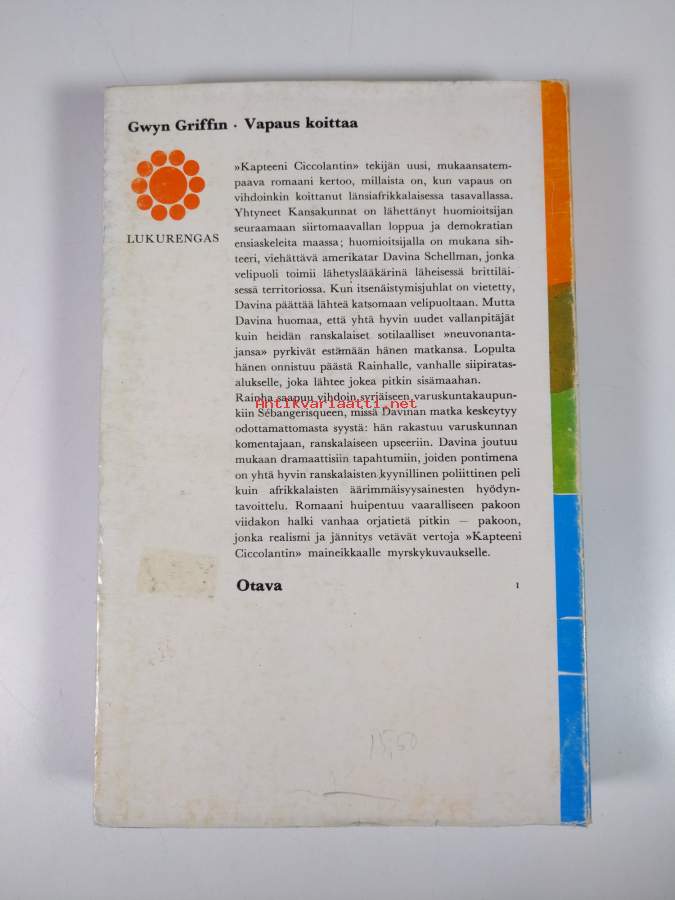 Gwyn Griffin · Vapaus koittaa
LUKURENGAS
»Kapteeni Ciccolantin» tekijän uusi, mukaansatem-
paava romaani kertoo, millaista on, kun vapaus on
vihdoinkin koittanut länsiafrikkalaisessa tasavallassa.
Yhtyneet Kansakunnat on lähettänyt huomioitsijan
seuraamaan siirtomaavallan loppua ja demokratian
ensiaskeleita maassa; huomioitsijalla on mukana sih-
teeri, viehättävä amerikatar Davina Schellman, jonka
velipuoli toimii lähetyslääkärinä läheisessä brittiläi-
sessä territoriossa. Kun itsenäistymisjuhlat on vietetty,
Davina päättää lähteä katsomaan velipuoltaan. Mutta
Davina huomaa, että yhtä hyvin uudet vallanpitäjät
kuin heidän ranskalaiset sotilaalliset »neuvonanta-
jansa» pyrkivät estämään hänen matkansa. Lopulta
hänen onnistuu päästä Rainhalle, vanhalle siipiratas-
alukselle, joka lähtee jokea pitkin sisämaahan.
saapuu vihdoin syrjäiseen varuskuntakaupun-
Antikvariaatti.net
kiin Sébangerisqueen, missä Davinan matka keskeytyy
odottamattomasta syystä: hän rakastuu varuskunnan
komentajaan, ranskalaiseen upseeriin. Davina joutuu
mukaan dramaattisiin tapahtumiin, joiden pontimena
on yhtä hyvin ranskalaisten kyynillinen poliittinen peli
kuin afrikkalaisten äärimmäisyysainesten hyödyn-
tavoittelu. Romaani huipentuu vaaralliseen pakoon
viidakon halki vanhaa orjatietä pitkin — pakoon,
jonka realismi ja jännitys vetävät vertoja »Kapteeni
Ciccolantin» maineikkaalle myrskykuvaukselle.
Otava
1
15,50